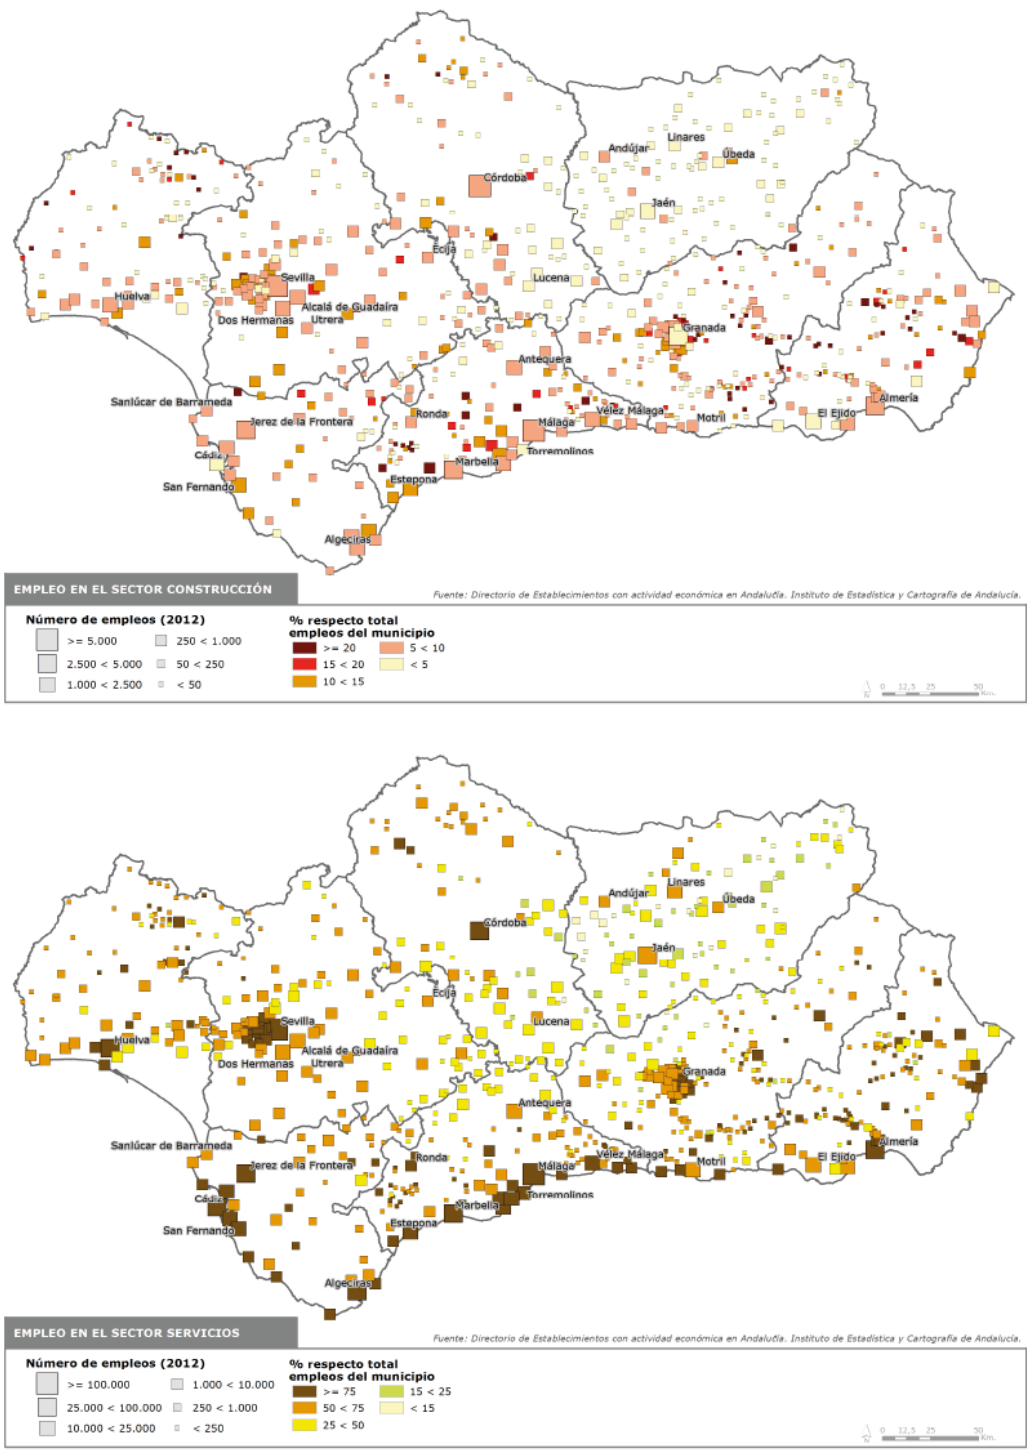 Linares
Andújar
Úbeda
Córdoba
Jaén
Écija
Sevilla
Lucena
Huelva
Alcalá de Guadaíra
Dos Hermanas
Utrera
Granada
Antequera
Sanlúcar de Barrameda
Almería
Ronda
Vélez Málaga
El Ejido
Jerez de la Frontera
Málaga
Motril
Cádiz
Torremolinos
Marbella
Estepona
San Fernando
Algeciras
EMPLEO EN EL SECTOR CONSTRUCCIÓN
Fuente: Directorio de Establecimientos con actividad económica en Andalucía. Instituto de Estadística y Cartografía de Andalucía.
Número de empleos (2012)
>= 5.000
250 < 1.000
2.500 < 5.000
50 < 250
1.000 < 2.500
< 50
% respecto total
empleos del municipio
>= 20
5 < 10
15 < 20
< 5
10 < 15
N
0 12,5 25 50
Km.
Linares
Andújar
Úbeda
Córdoba
Jaén
Écija
Sevilla
Lucena
Huelva
Alcalá de Guadaíra
Dos Hermanas
Utrera
Granada
Antequera
Sanlúcar de Barrameda
Almería
Ronda
Vélez Málaga
El Ejido
Jerez de la Frontera
Málaga
Motril
Cádiz
Torremolinos
Marbella
Estepona
San Fernando
Algeciras
EMPLEO EN EL SECTOR SERVICIOS
Fuente: Directorio de Establecimientos con actividad económica en Andalucía. Instituto de Estadística y Cartografía de Andalucía.
Número de empleos (2012)
>= 100.000
1.000 < 10.000
25.000 < 100.000
250 < 1.000
10.000 < 25.000
< 250
% respecto total
empleos del municipio
>= 75
15 < 25
50 < 75
< 15
25 < 50
N
0 12,5 25 50
Km.